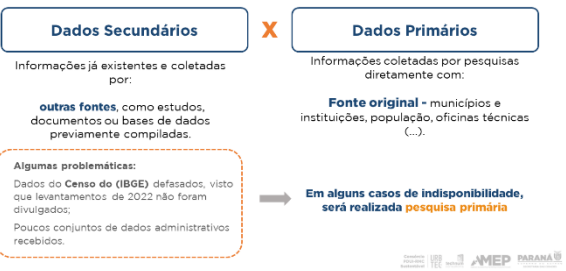 Dados Secundários
X
Dados Primários
Informações já existentes e coletadas
por:
outras fontes, como estudos,
documentos ou bases de dados
previamente compiladas.
Informações coletadas por pesquisas
diretamente com:
Fonte original - municípios e
instituições, população, oficinas técnicas
(...).
Algumas problemáticas:
Dados do Censo do (IBGE) defasados, visto
que levantamentos de 2022 não foram
divulgados;
Poucos conjuntos de dados administrativos
recebidos.
Em alguns casos de indisponibilidade,
será realizada pesquisa primária
AMEP
PARANÁ